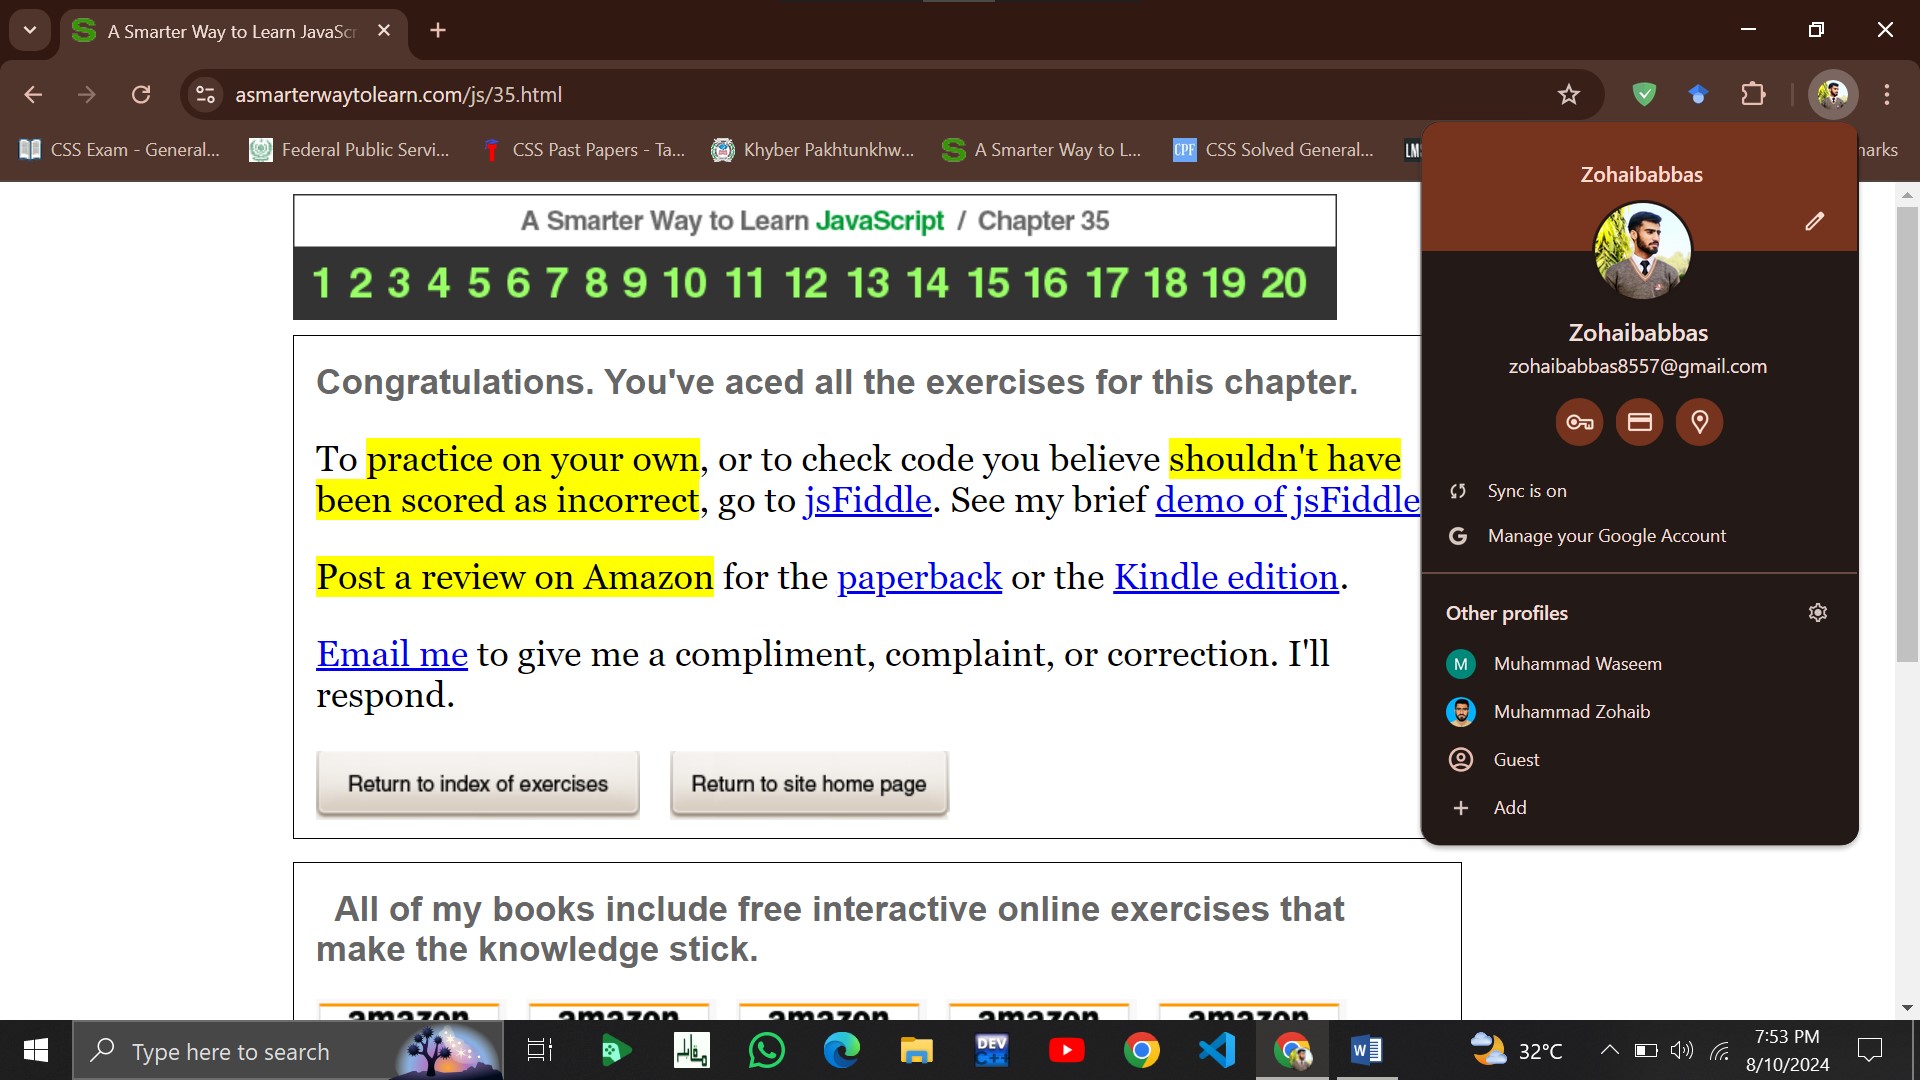 A Smarter Way to Learn JavaScr
asmarterwaytolearn.com/js/35.html
CSS Exam - General...
Federal Public Servi...
CSS Past Papers - Ta...
Khyber Pakhtunkhw...
A Smarter Way to L...
CPF
CSS Solved General...
LM
arks
A Smarter Way to Learn JavaScript / Chapter 35
1 2 3 4 5 6 7 8 9 10 11 12 13 14 15 16 17 18 19 20
Congratulations. You've aced all the exercises for this chapter.
To practice on your own, or to check code you believe shouldn't have
been scored as incorrect, go to jsFiddle. See my brief demo of jsFiddle
Post a review on Amazon for the paperback or the Kindle edition.
Email me to give me a compliment, complaint, or correction. I'll
respond.
Return to index of exercises
Return to site home page
All of my books include free interactive online exercises that
make the knowledge stick.
amazon amazon amazon amazon amazon
Zohaibabbas
Zohaibabbas
zohaibabbas8557@gmail.com
Sync is on
Manage your Google Account
Other profiles
M Muhammad Waseem
Muhammad Zohaib
Guest
Add
Type here to search
DEV
C++
32°C
7:53 PM
8/10/2024